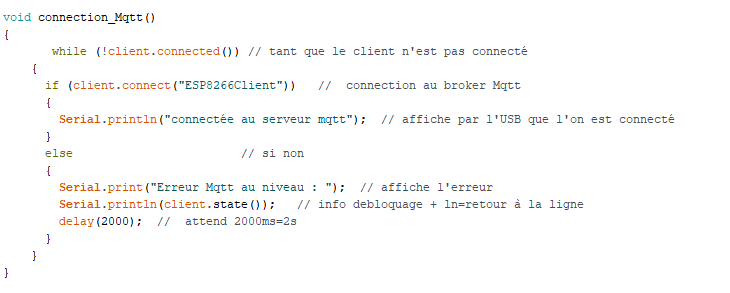 void connection_Mqtt()
{
while (!client.connected()) // tant que le client n'est pas connecté
{
if (client.connect("ESP8266Client")) // connection au broker Mqtt
{
Serial.println("connectée au serveur mqtt"); // affiche par l'USB que l'on est connecté
}
else // si non
{
Serial.print("Erreur Mqtt au niveau : "); // affiche l'erreur
Serial.println(client.state()); // info debloquage + ln=retour à la ligne
delay(2000); // attend 2000ms=2s
}
}
}